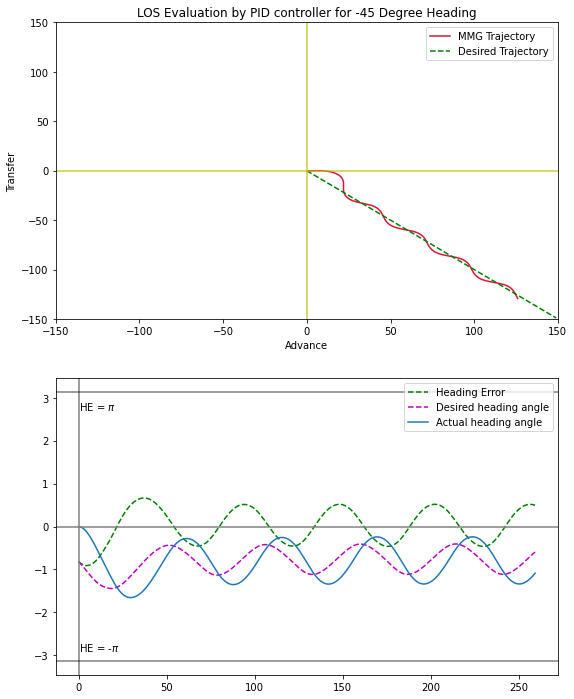 LOS Evaluation by PID controller for -45 Degree Heading
150
100
50
0
−50
−100
−150
Transfer
MMG Trajectory
Desired Trajectory
−150 −100 −50 0 50 100 150
Advance
3
2
1
0
−1
−2
−3
HE = π
HE = -π
Heading Error
Desired heading angle
Actual heading angle
0 50 100 150 200 250